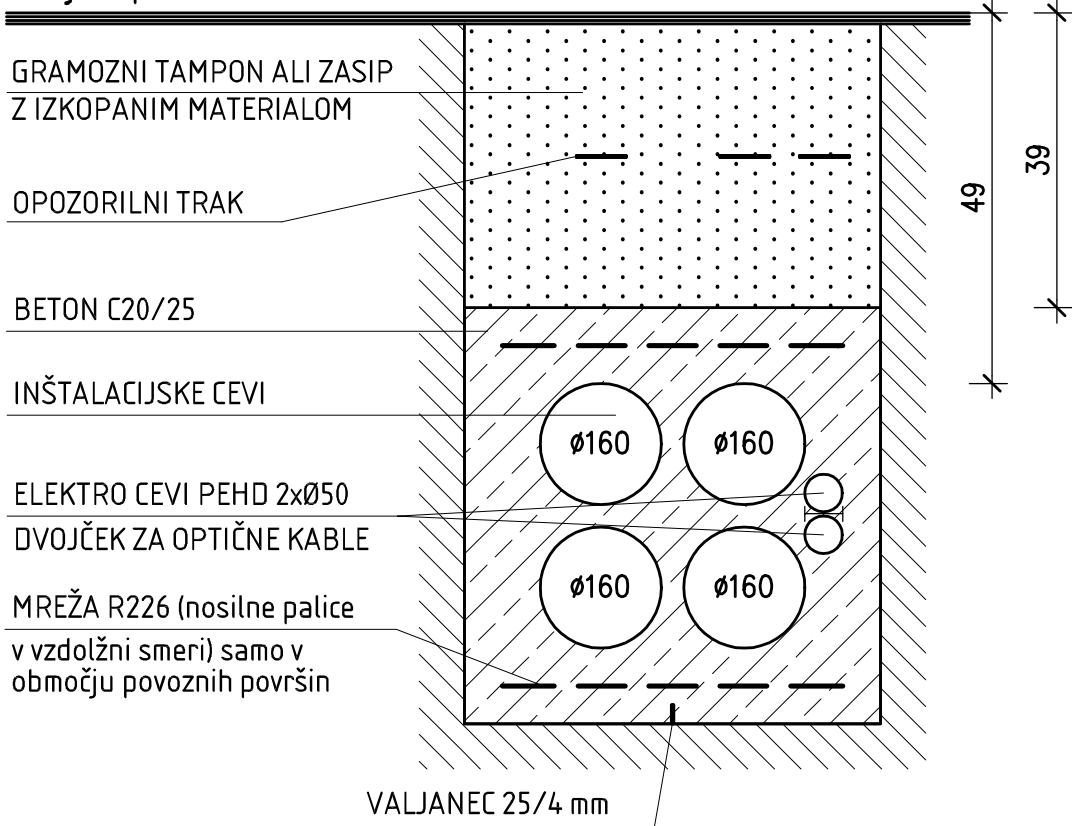 GRAMOZNI TAMPON ALI ZASIP
Z IZKOPANIM MATERIALOM
OPOZORILNI TRAK
39
49
BETON C20/25
INŠTALACIJSKE CEVI
ø160 ø160
ELEKTRO CEVI PEHD 2xØ50
DVOJČEK ZA OPTIČNE KABLE
ø160 ø160
MREŽA R226 (nosilne palice
v vzdolžni smeri) samo v
območju povoznih površin
VALJANEC 25/4 mm